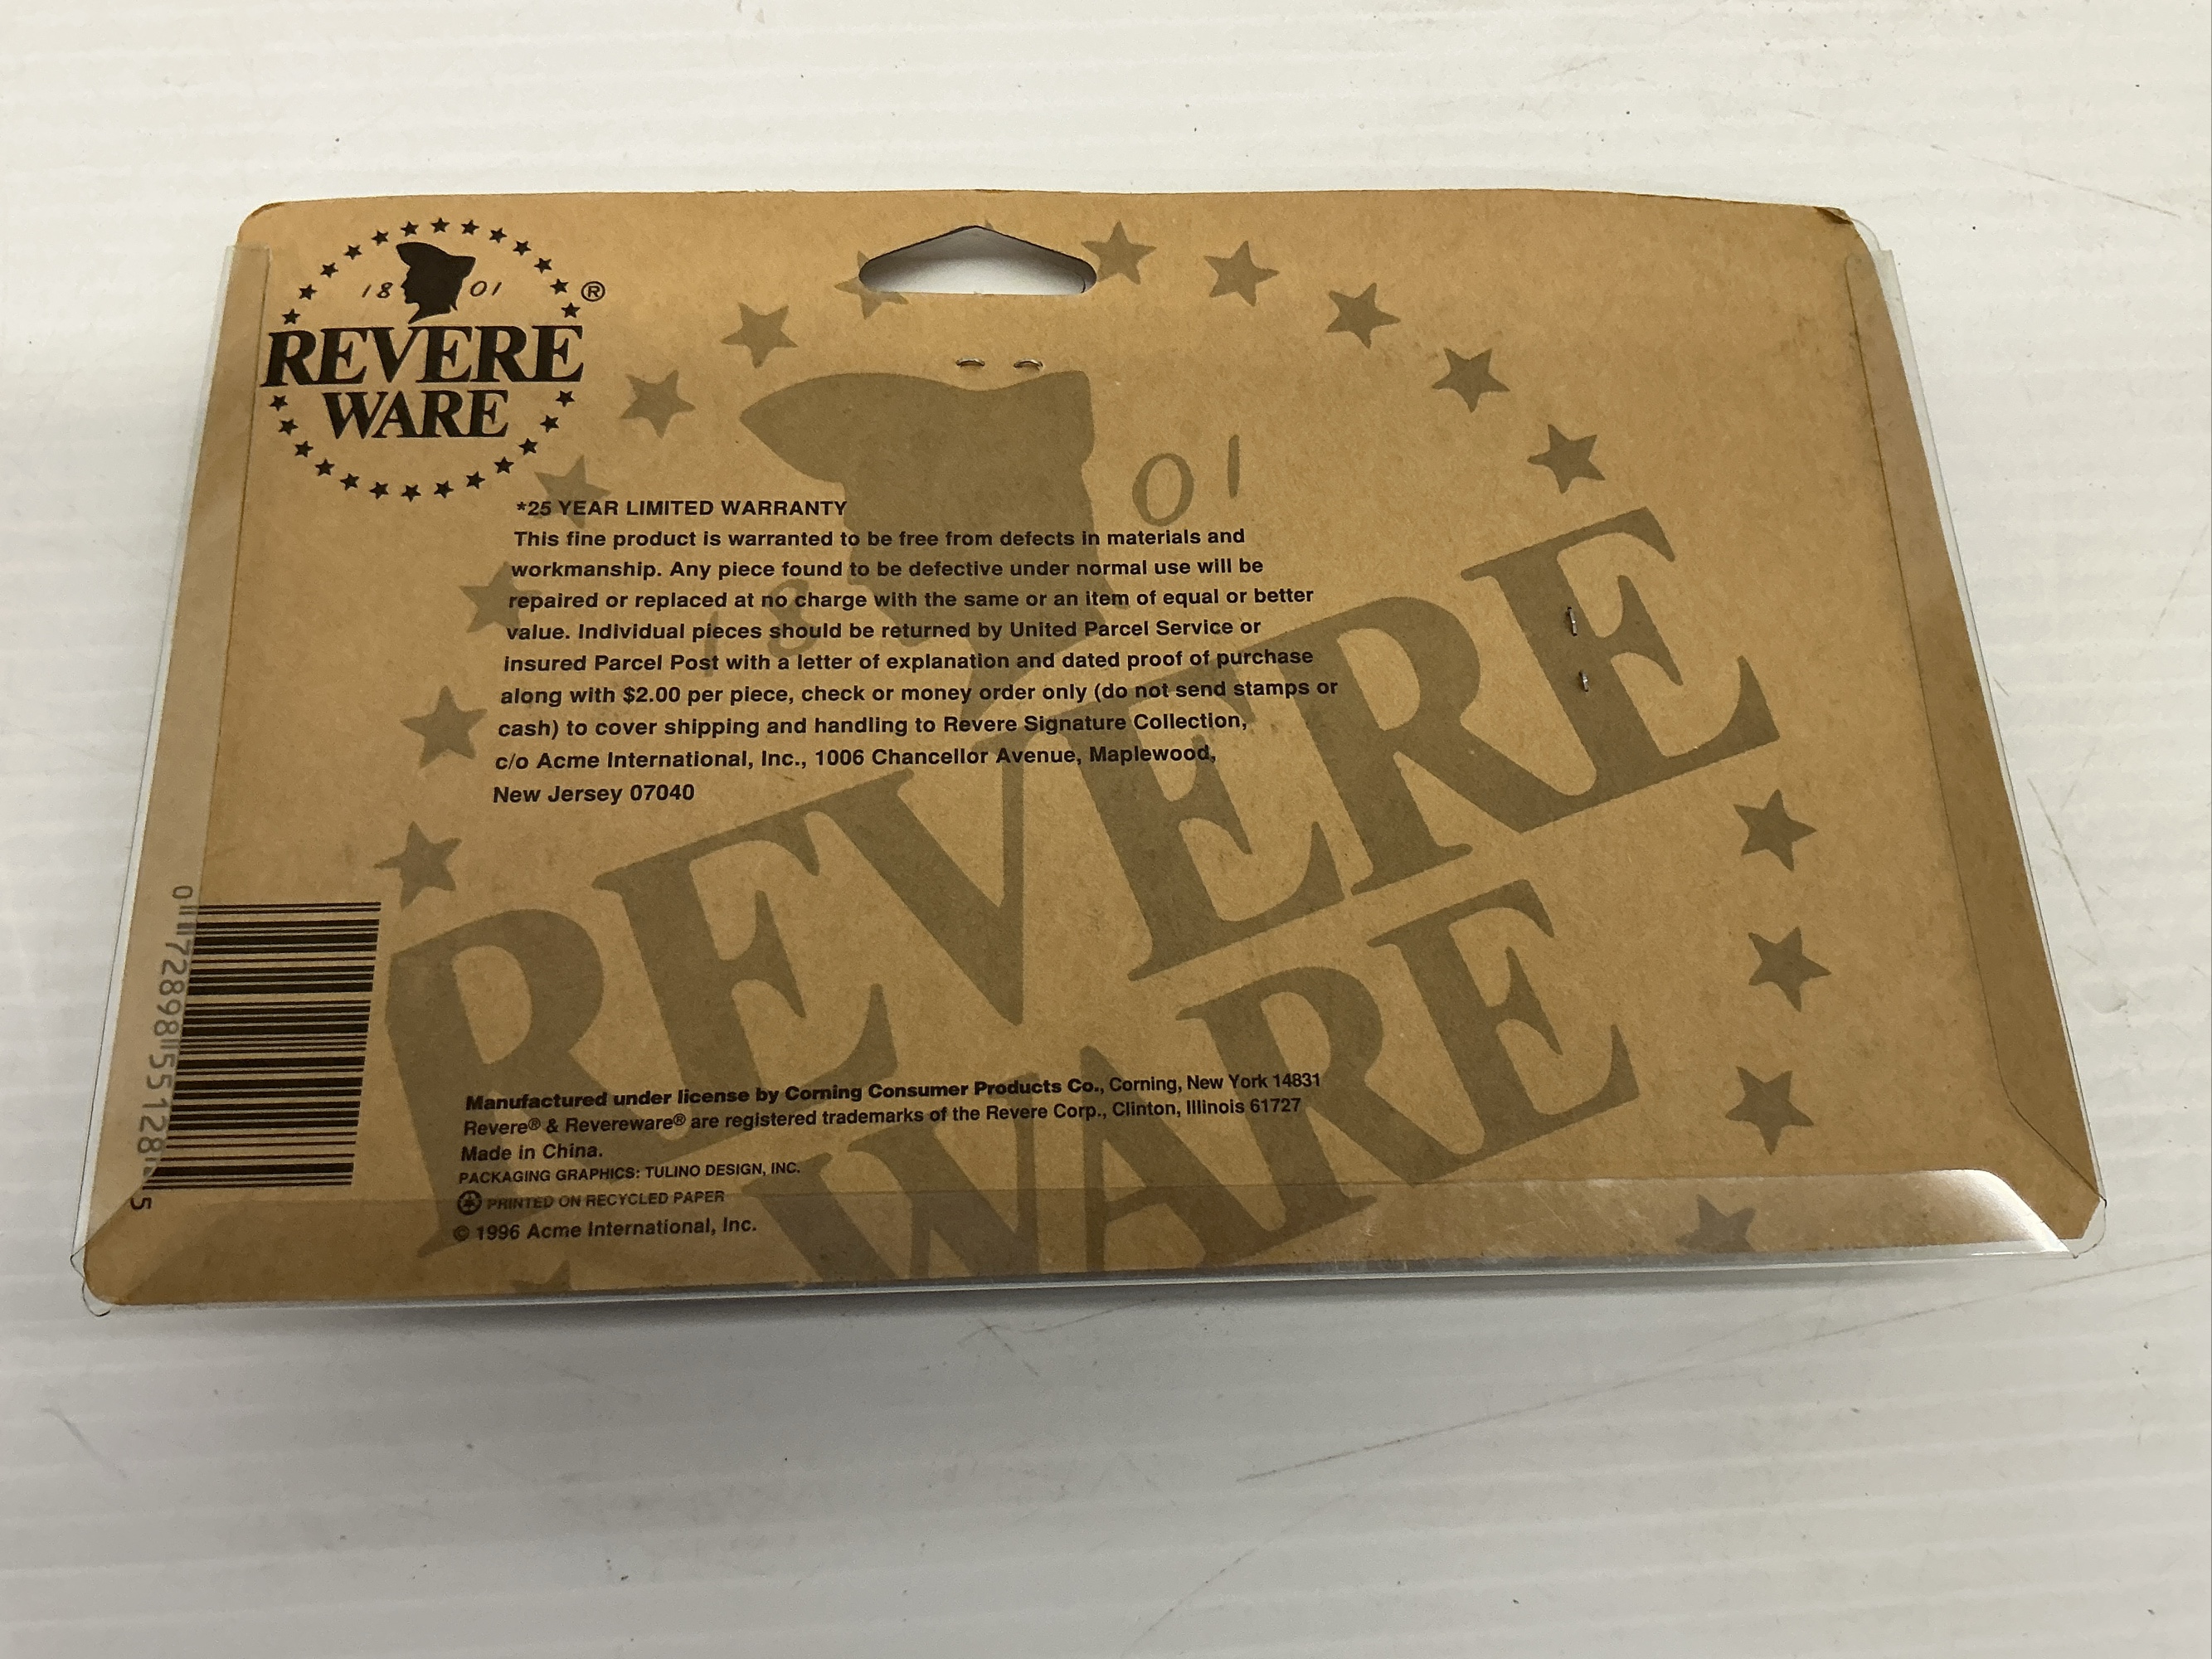 18 01 ®
REVERE
WARE
18 01
*25 YEAR LIMITED WARRANTY
This fine product is warranted to be free from defects in materials and
workmanship. Any piece found to be defective under normal use will be
repaired or replaced at no charge with the same or an item of equal or better
value. Individual pieces should be returned by United Parcel Service or
insured Parcel Post with a letter of explanation and dated proof of purchase
along with $2.00 per piece, check or money order only (do not send stamps or
cash) to cover shipping and handling to Revere Signature Collection,
c/o Acme International, Inc., 1006 Chancellor Avenue, Maplewood,
New Jersey 07040
REVERE
WARE
0 72898 55128 5
Manufactured under license by Corning Consumer Products Co., Corning, New York 14831
Revere® & Revereware® are registered trademarks of the Revere Corp., Clinton, Illinois 61727
Made in China.
PACKAGING GRAPHICS: TULINO DESIGN, INC.
PRINTED ON RECYCLED PAPER
© 1996 Acme International, Inc.